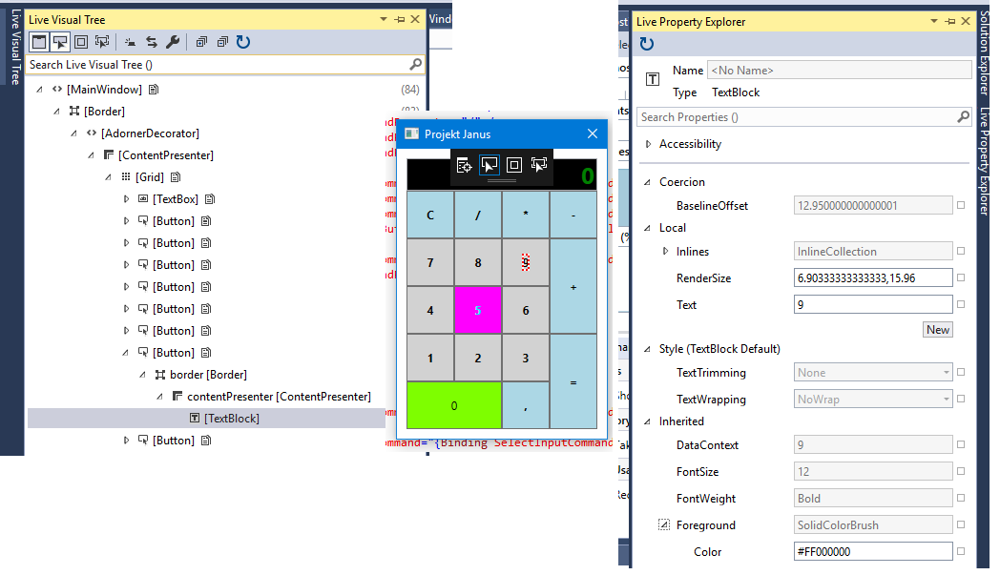 Live Visual Tree
Live Visual Tree
Search Live Visual Tree ()
[MainWindow]
(84)
[Border]
(83)
[AdornerDecorator]
[ContentPresenter]
[Grid]
[TextBox]
[Button]
[Button]
[Button]
[Button]
[Button]
[Button]
[Button]
border [Border]
contentPresenter [ContentPresenter]
[TextBlock]
[Button]
Vind
Projekt Janus
0
C / * -
7 8 9
+
4 5 6
1 2 3
=
0 ,
ommand="{Binding SelectInputCommand
Live Property Explorer
Name <No Name>
Type TextBlock
Search Properties ()
Accessibility
Coercion
BaselineOffset 12.950000000000001
Local
Inlines InlineCollection
RenderSize 6.90333333333333,15.96
Text 9
New
Style (TextBlock Default)
TextTrimming None
TextWrapping NoWrap
Inherited
DataContext 9
FontSize 12
FontWeight Bold
Foreground SolidColorBrush
Color #FF000000
Solution Explorer
Live Property Explorer